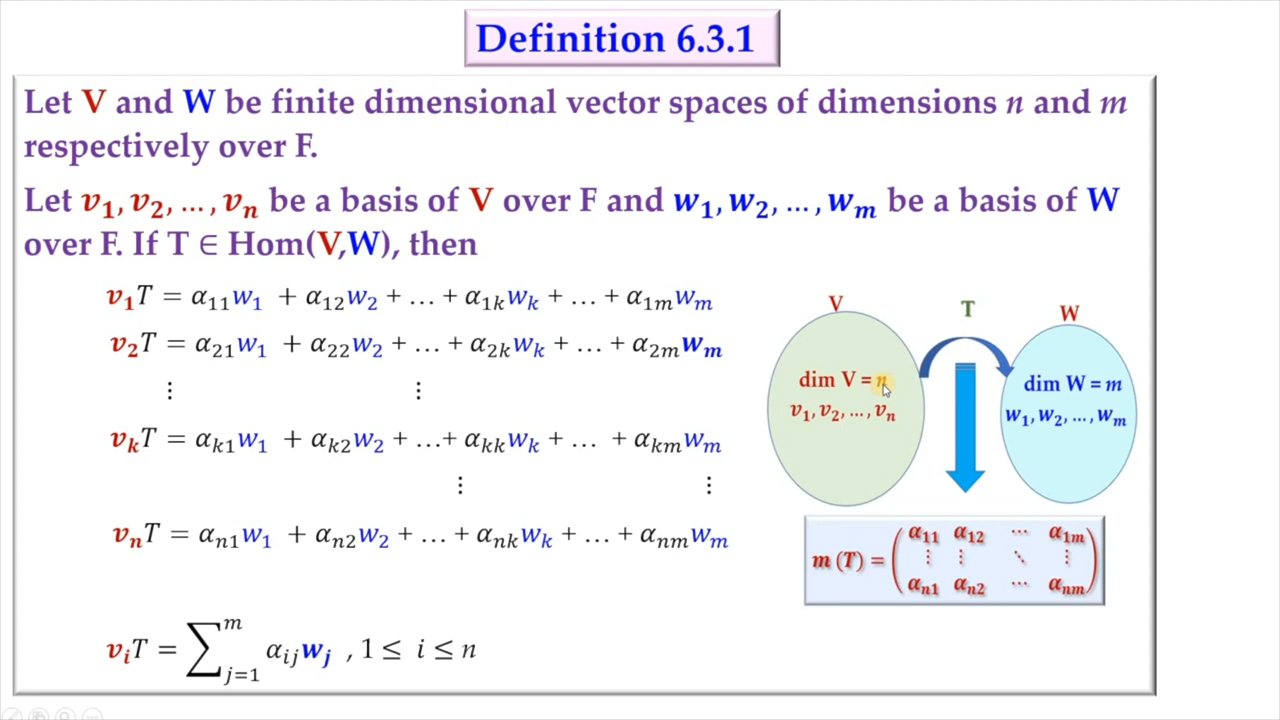 Definition 6.3.1
Let V and W be finite dimensional vector spaces of dimensions n and m
respectively over F.
Let v₁, v₂, … , vₙ be a basis of V over F and w₁, w₂, … , wₘ be a basis of W
over F. If T ∈ Hom(V,W), then
v₁T = α₁₁w₁ + α₁₂w₂ + … + α₁ₖwₖ + … + α₁ₘwₘ
v₂T = α₂₁w₁ + α₂₂w₂ + … + α₂ₖwₖ + … + α₂ₘwₘ
⋮ ⋮
vₖT = αₖ₁w₁ + αₖ₂w₂ + …+ αₖₖwₖ + … + αₖₘwₘ
⋮ ⋮
vₙT = αₙ₁w₁ + αₙ₂w₂ + … + αₙₖwₖ + … + αₙₘwₘ
vᵢT = ∑_{j=1}^{m} αᵢⱼwⱼ , 1 ≤ i ≤ n
V
T
W
dim V = n
v₁, v₂, … , vₙ
dim W = m
w₁, w₂, … , wₘ
α₁₁ α₁₂ ⋯ α₁ₘ
m (T) = ( ⋮ ⋮ ⋱ ⋮ )
αₙ₁ αₙ₂ ⋯ αₙₘ